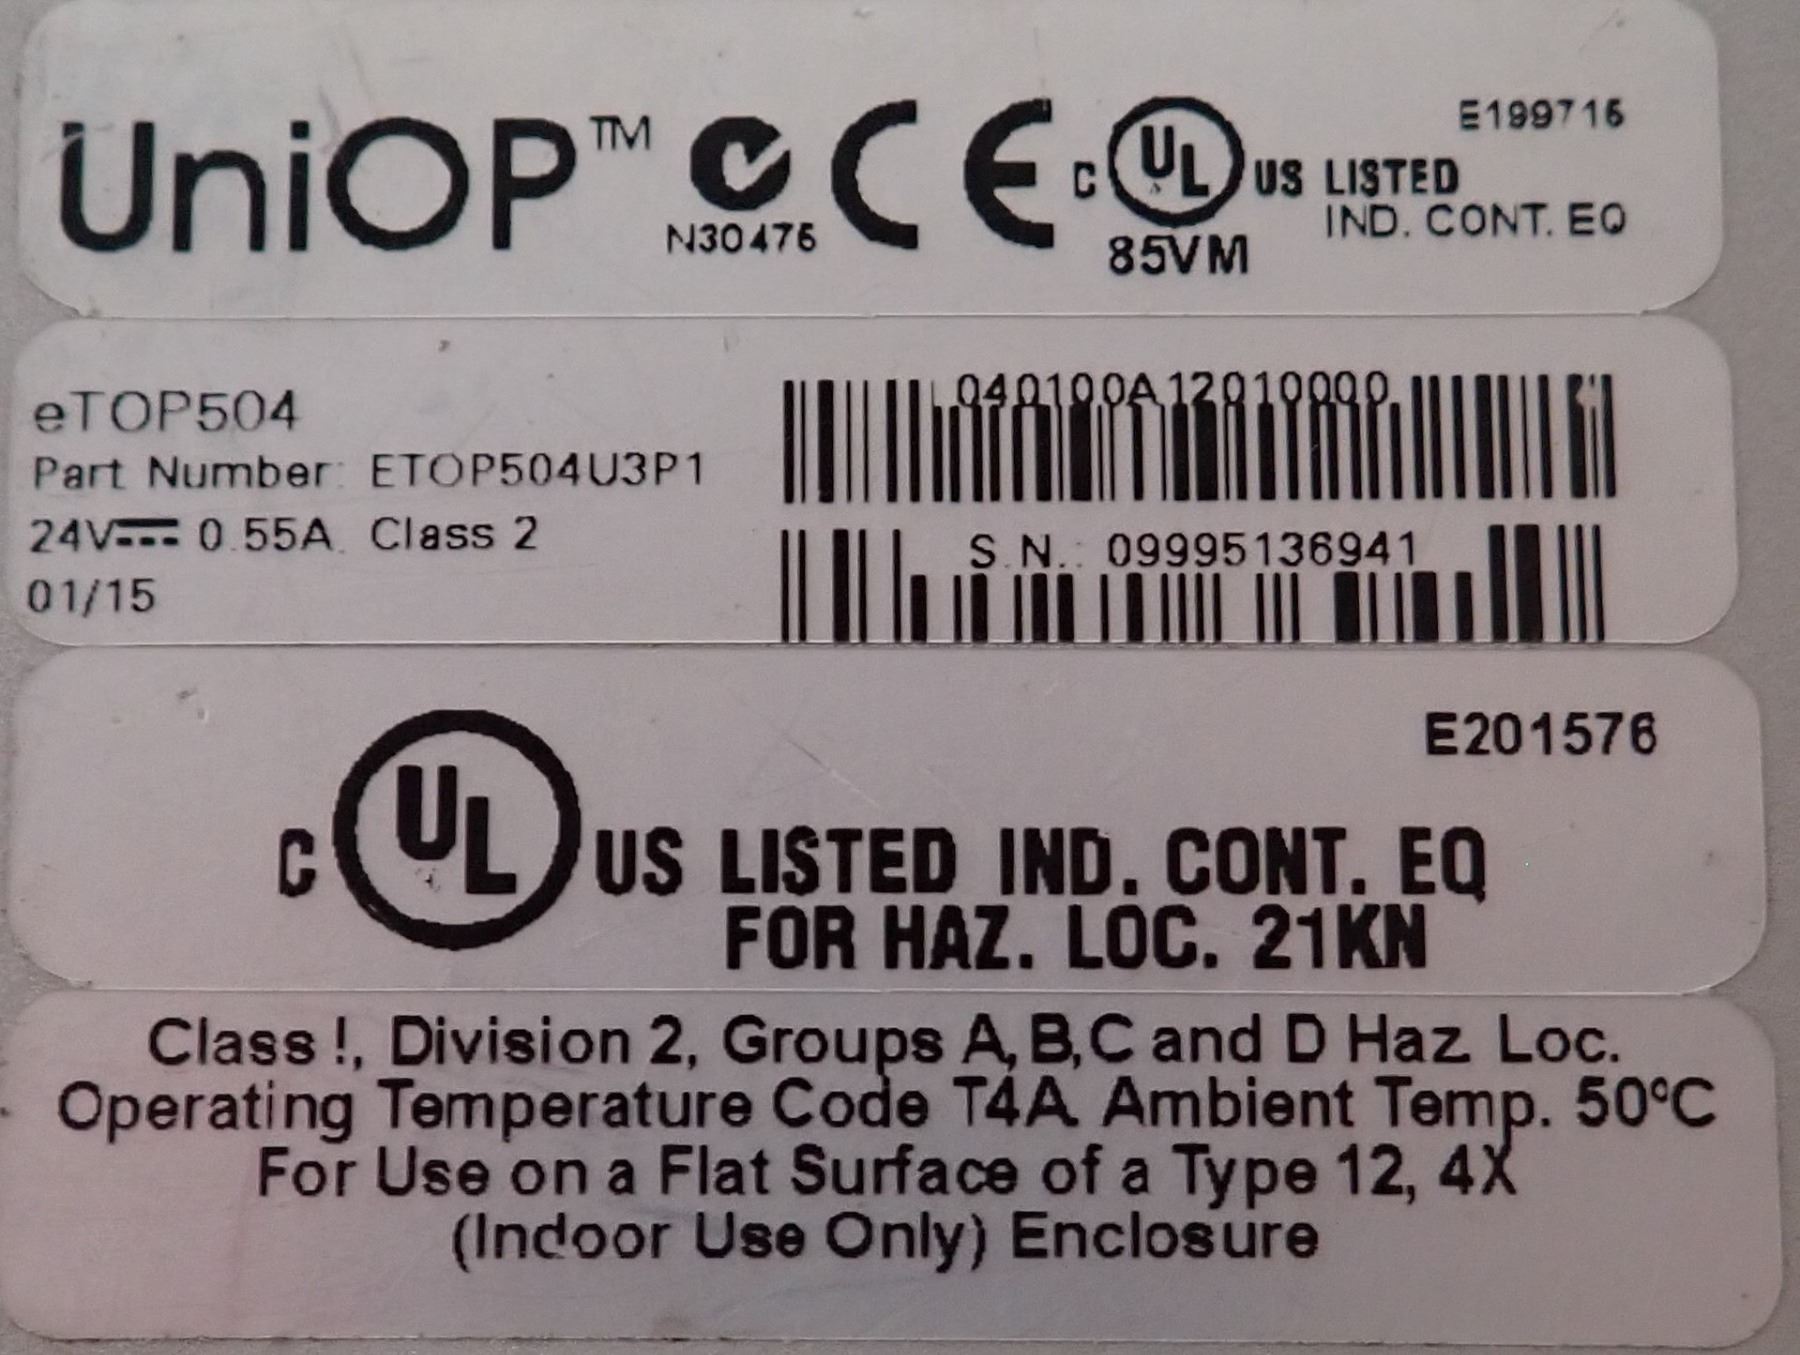 UniOP™ CE C UL US LISTED E199715
N30476 85VM IND. CONT. EQ
eTOP504
Part Number: ETOP504U3P1
24V 0.55A Class 2
01/15
040100A12010000
S.N.: 09995136941
E201576
C UL US LISTED IND. CONT. EQ
FOR HAZ. LOC. 21KN
Class !, Division 2, Groups A,B,C and D Haz Loc.
Operating Temperature Code T4A Ambient Temp. 50°C
For Use on a Flat Surface of a Type 12, 4X
(Indoor Use Only) Enclosure